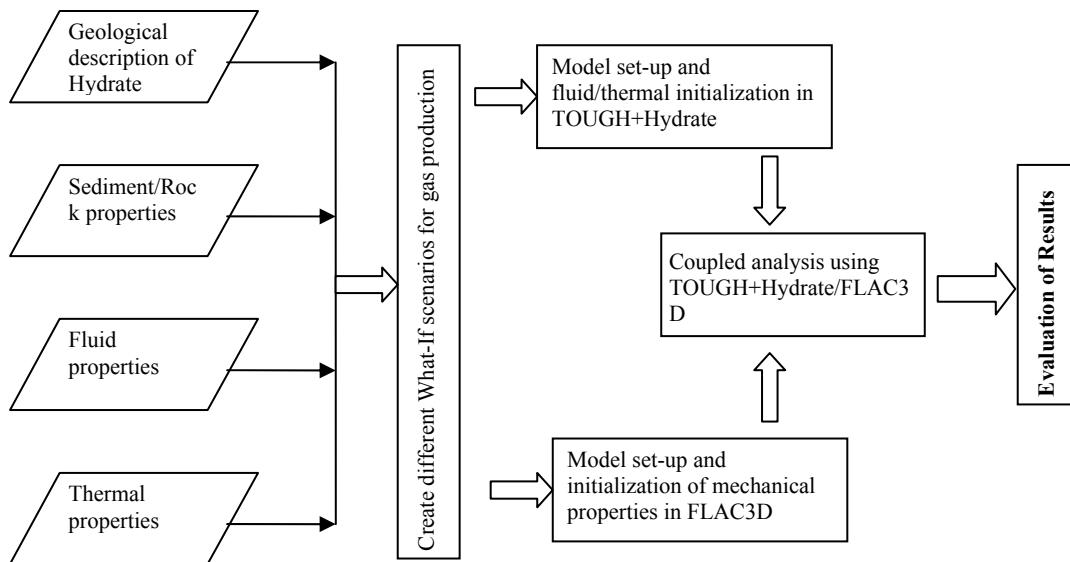 Geological
description of
Hydrate
Sediment/Roc
k properties
Fluid
properties
Thermal
properties
Create different What-If scenarios for gas production
Model set-up and
fluid/thermal initialization in
TOUGH+Hydrate
Model set-up and
initialization of mechanical
properties in FLAC3D
Coupled analysis using
TOUGH+Hydrate/FLAC3
D
Evaluation of Results